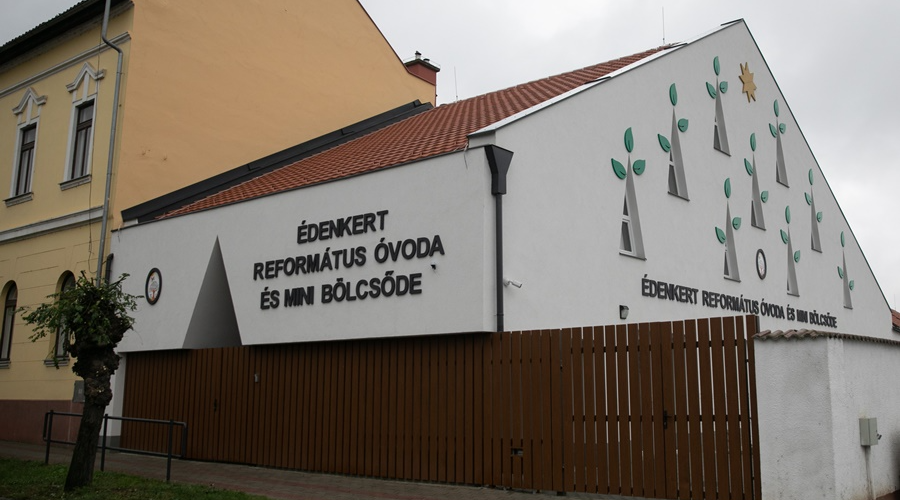 ÉDENKERT
REFORMÁTUS ÓVODA
ÉS MINI BÖLCSŐDE
ÉDENKERT REFORMÁTUS ÓVODA ÉS MINI BÖLCSŐDE